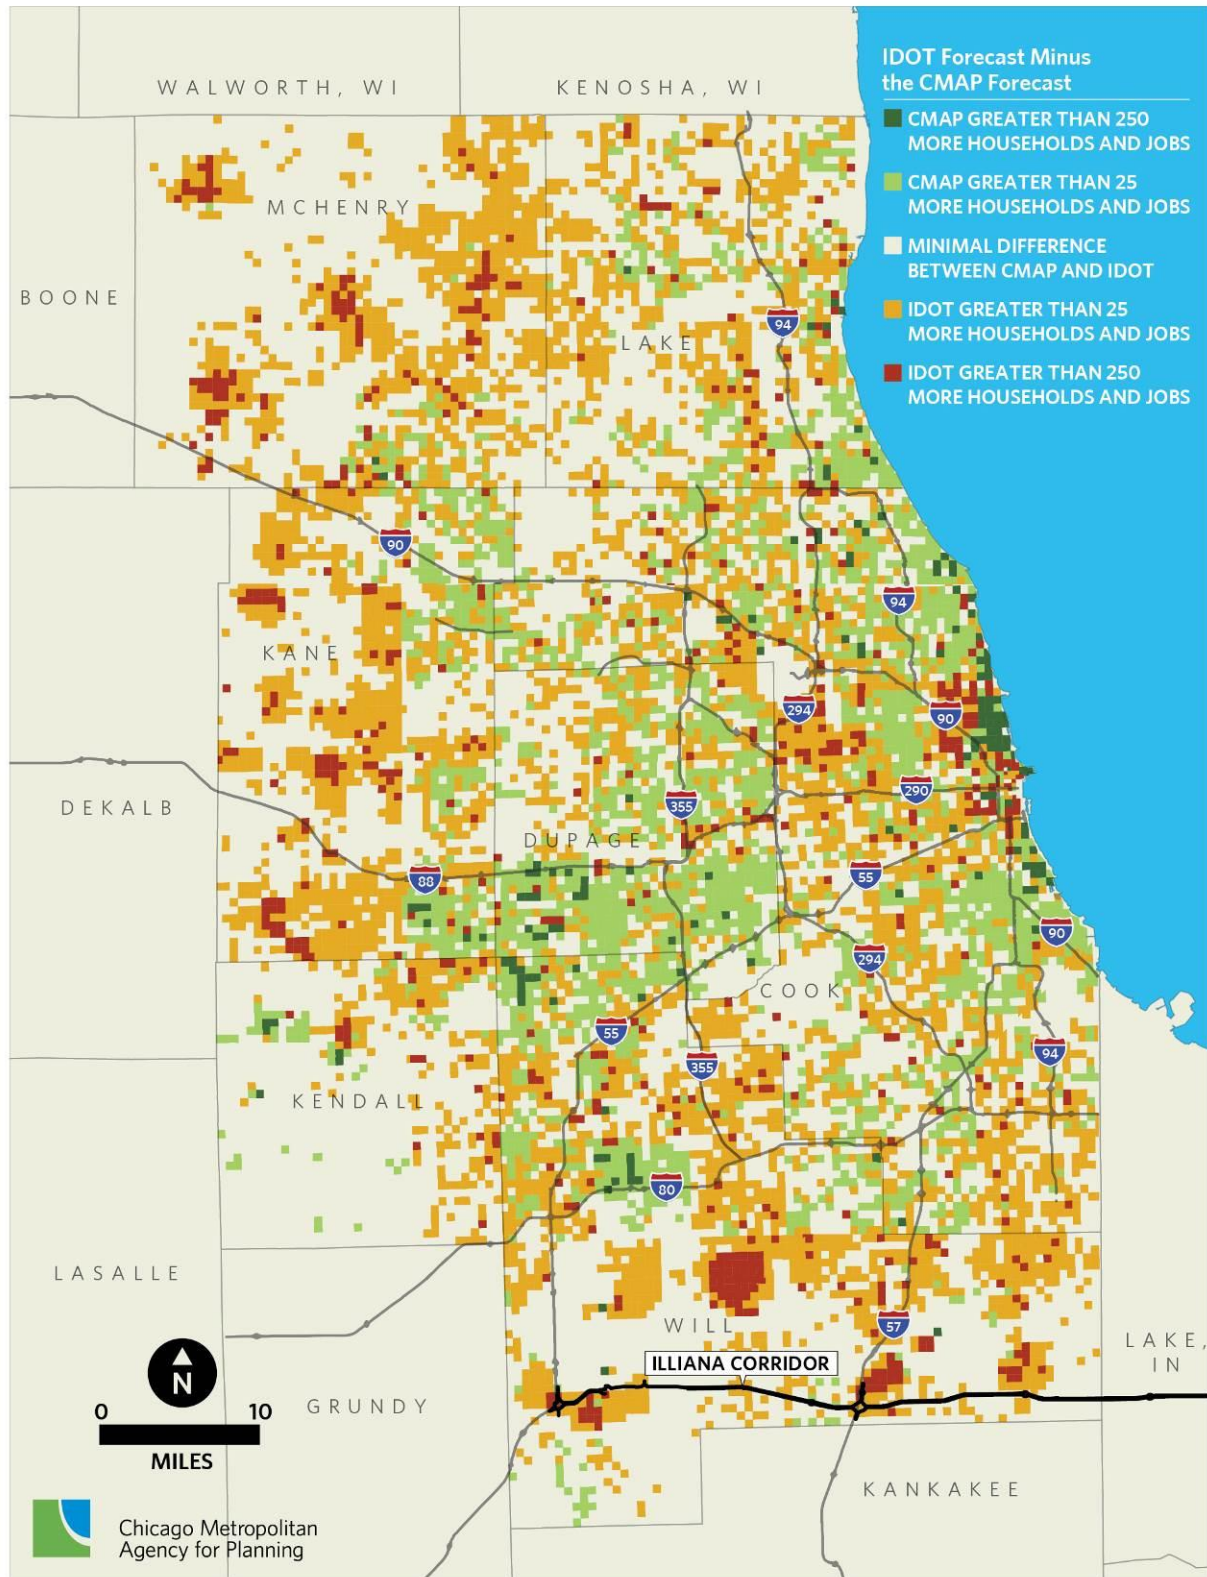 WALWORTH, WI
KENOSHA, WI
IDOT Forecast Minus
the CMAP Forecast
CMAP GREATER THAN 250
MORE HOUSEHOLDS AND JOBS
CMAP GREATER THAN 25
MORE HOUSEHOLDS AND JOBS
MINIMAL DIFFERENCE
BETWEEN CMAP AND IDOT
IDOT GREATER THAN 25
MORE HOUSEHOLDS AND JOBS
IDOT GREATER THAN 250
MORE HOUSEHOLDS AND JOBS
MCHENRY
BOONE
94
LAKE
90
94
KANE
294
90
290
355
DEKALB
DUPAGE
55
88
90
294
COOK
55
94
355
KENDALL
80
LASALLE
WILL
57
LAKE,
IN
ILLIANA CORRIDOR
N
GRUNDY
0 10
MILES
KANKAKEE
Chicago Metropolitan
Agency for Planning